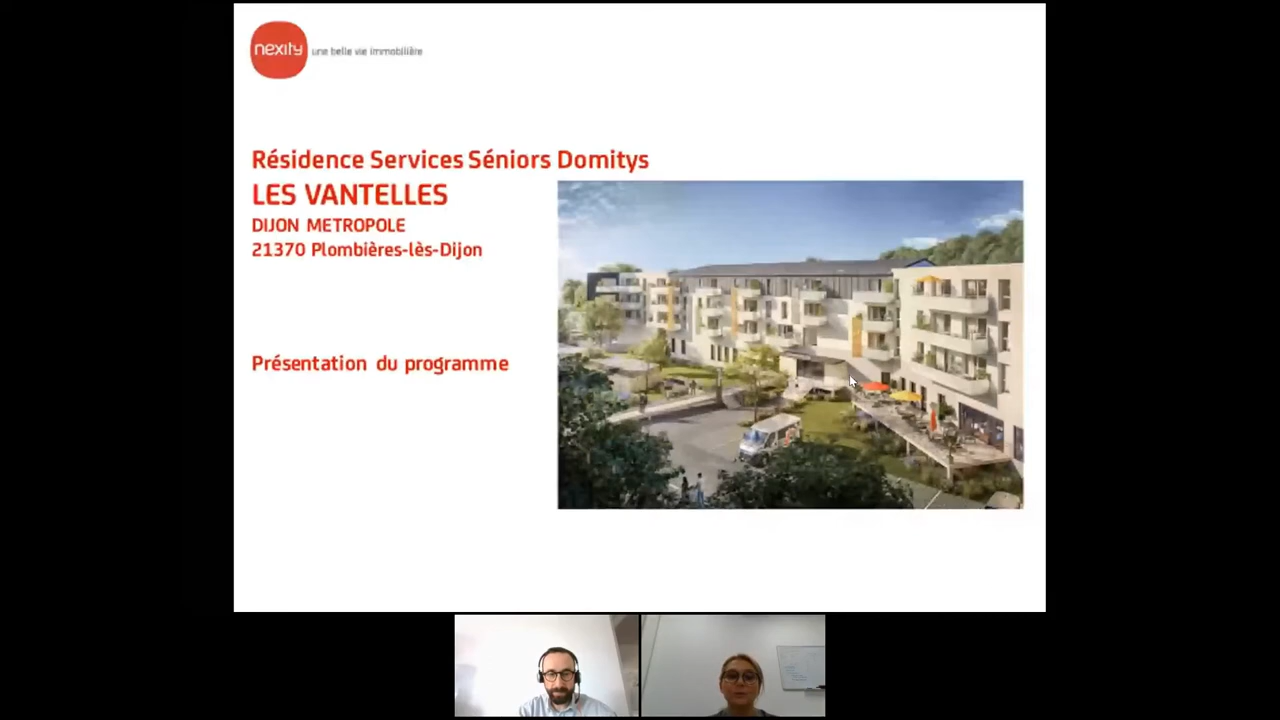 nexity une belle vie immobilière
Résidence Services Séniors Domitys
LES VANTELLES
DIJON METROPOLE
21370 Plombières-lès-Dijon
Présentation du programme